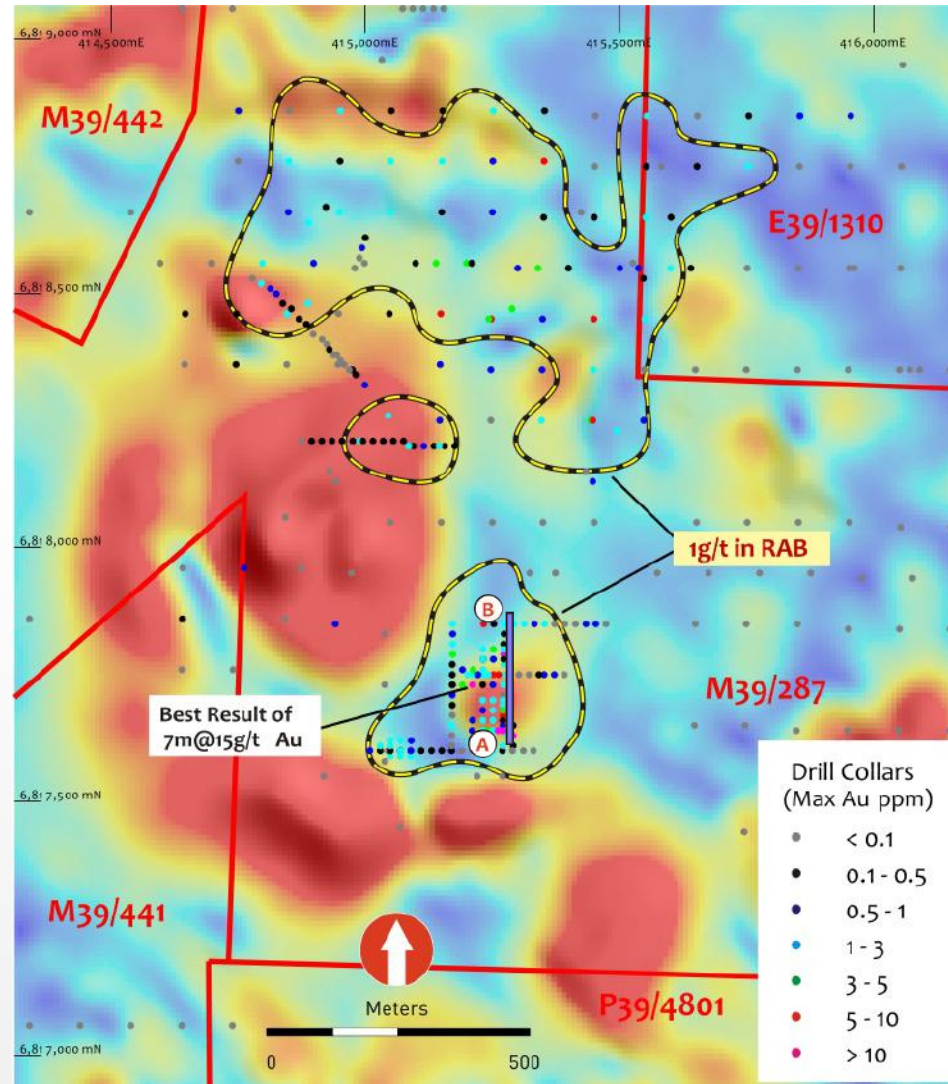 6,819,000 mN
414,500mE
415,000mE
415,500mE
416,000mE
M39/442
E39/1310
6,818,500 mN
6,818,000 mN
1g/t in RAB
B
M39/287
Best Result of
7m@15g/t Au
A
6,817,500 mN
Drill Collars
(Max Au ppm)
< 0.1
0.1 - 0.5
0.5 - 1
1 - 3
3 - 5
5 - 10
> 10
M39/441
Meters
P39/4801
0
500
6,817,000 mN